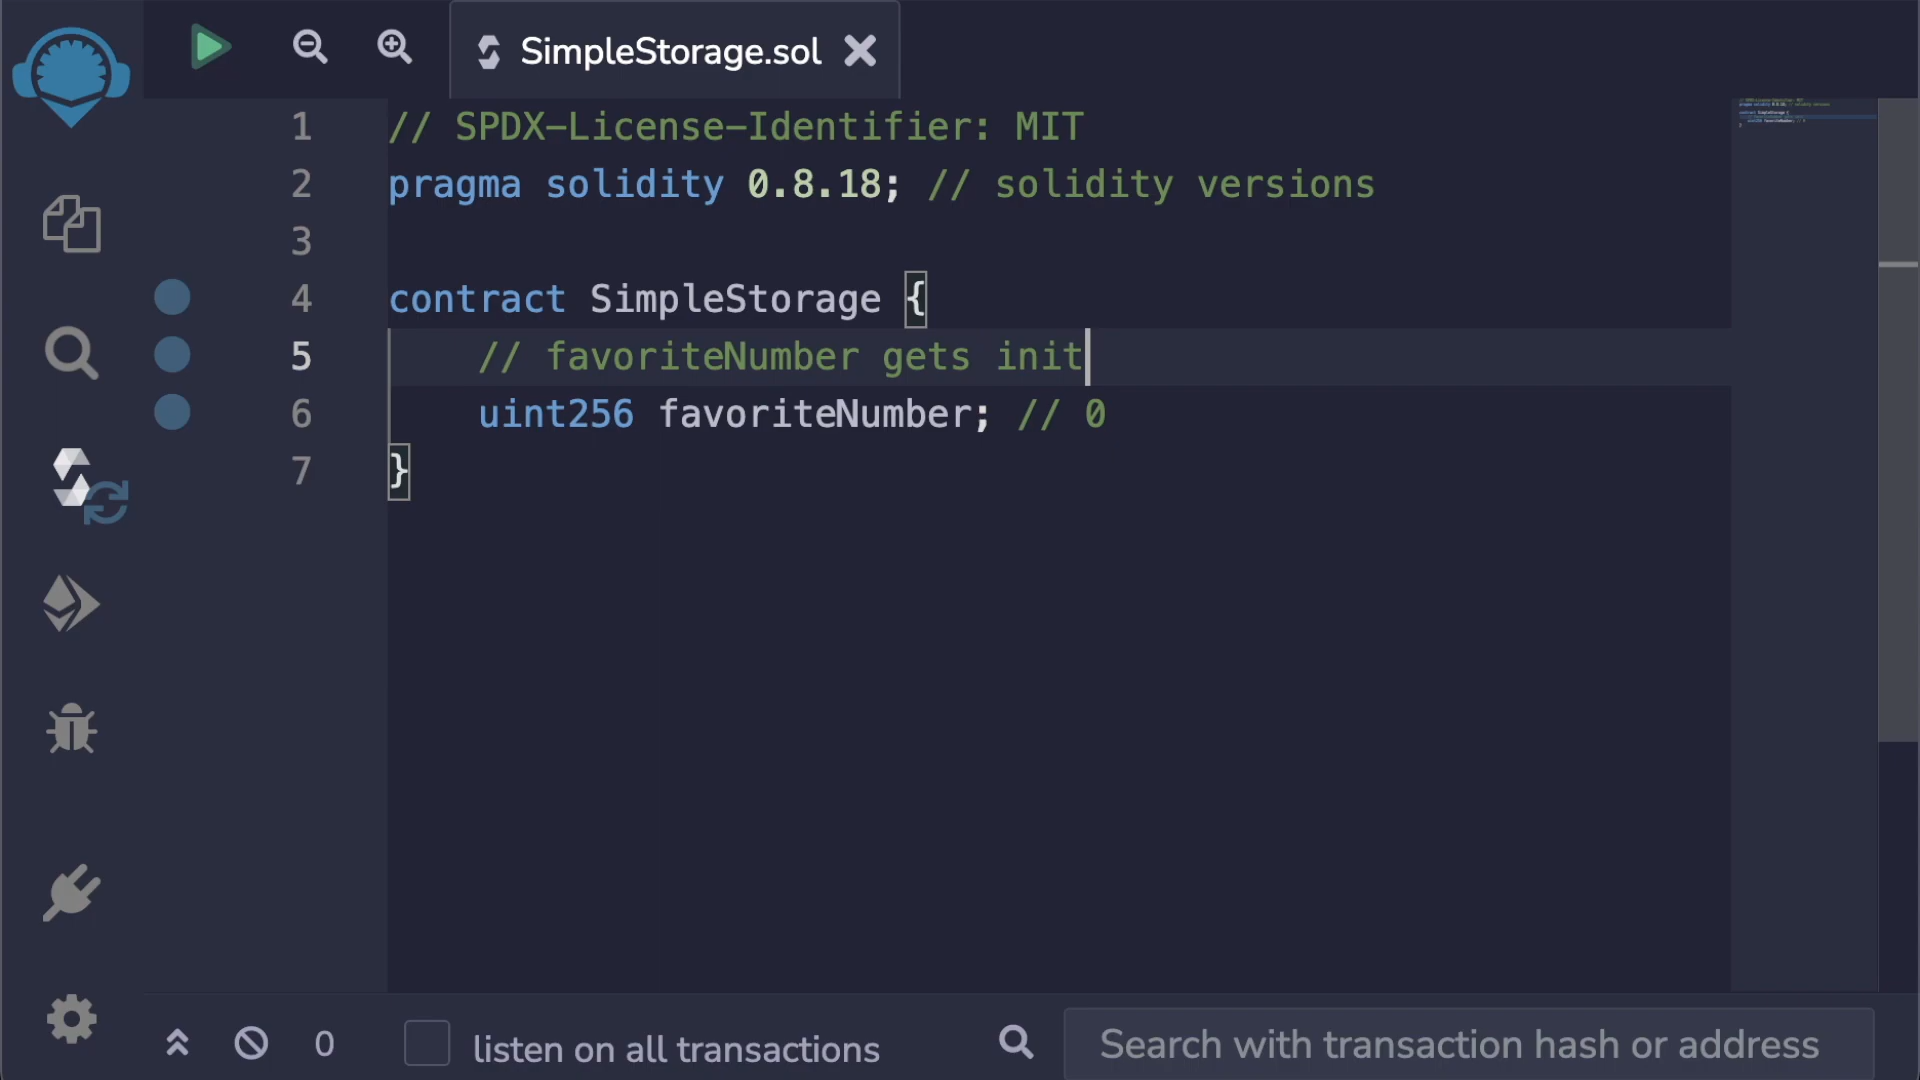 SimpleStorage.sol
1 // SPDX-License-Identifier: MIT
2 pragma solidity 0.8.18; // solidity versions
3
4 contract SimpleStorage {
5 // favoriteNumber gets init
6 uint256 favoriteNumber; // 0
7 }
0 listen on all transactions Search with transaction hash or address